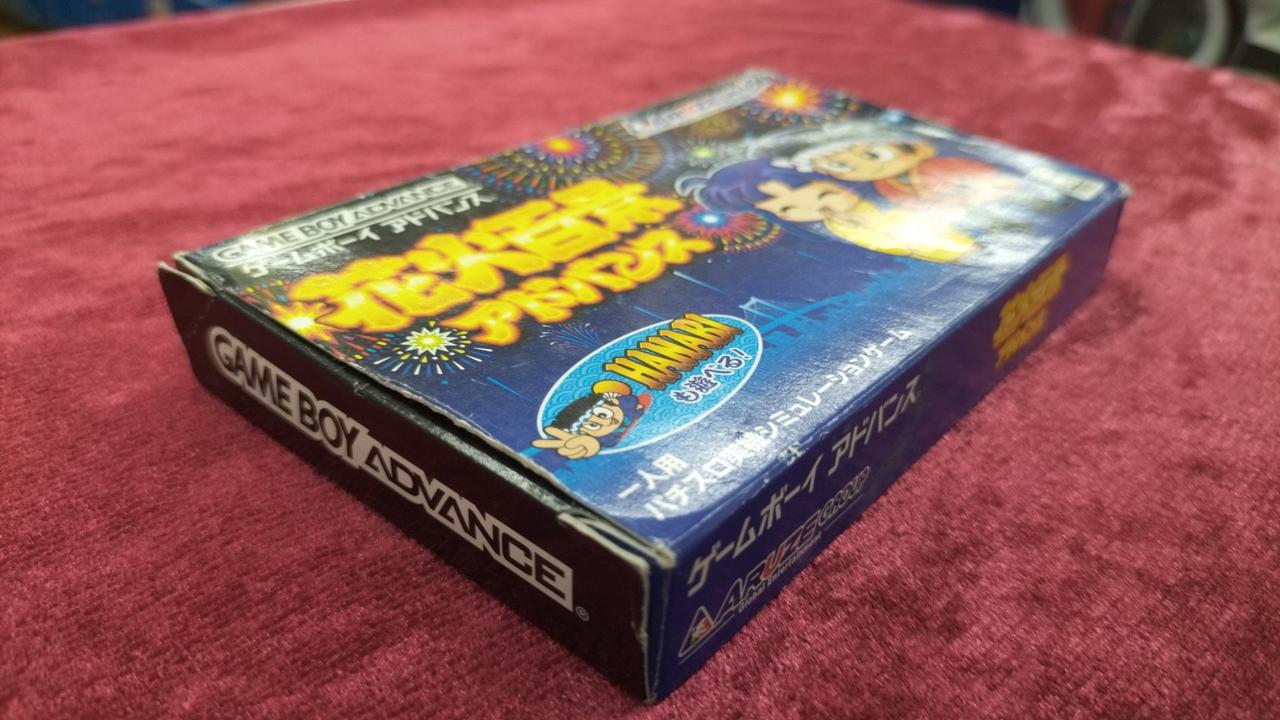 GAME BOY ADVANCE
ゲームボーイ アドバンス
花火百景
アドバンス
HANABI
も遊べる!
一人用
パチスロ実機シミュレーションゲーム
GAME BOY ADVANCE®
ゲームボーイ アドバンス
ARUZE GROUP
Global Entertainment